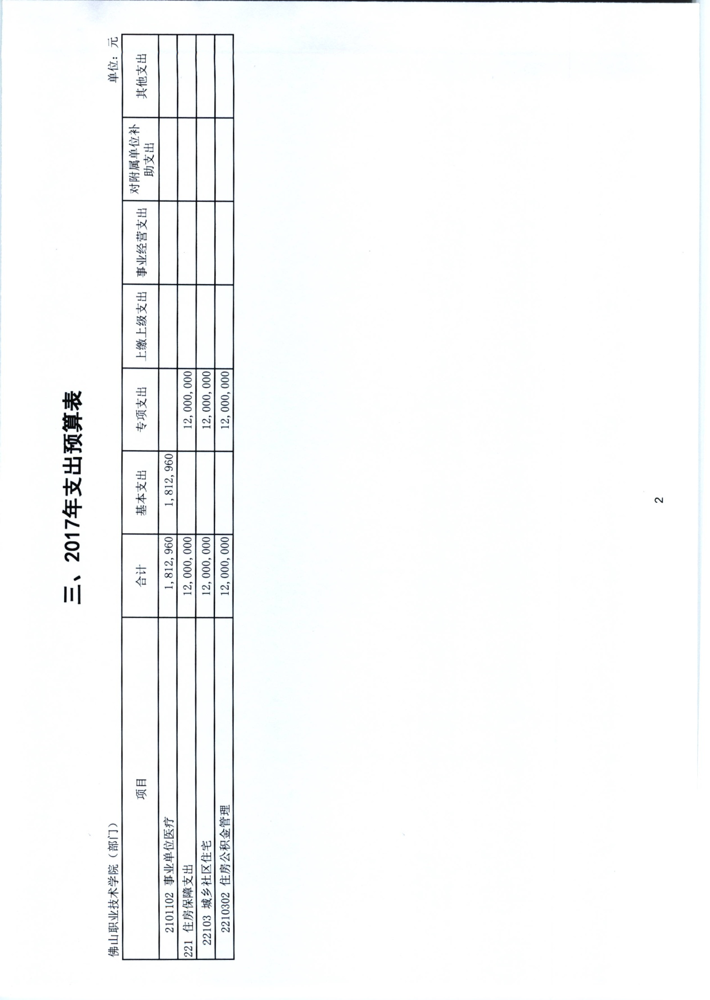 三、2017年支出预算表
佛山职业技术学院（部门） 单位：元
项目 合计 基本支出 专项支出 上缴上级支出 事业经营支出 对附属单位补助支出 其他支出
2101102 事业单位医疗 1,812,960 1,812,960
221 住房保障支出 12,000,000 12,000,000
22103 城乡社区住宅 12,000,000 12,000,000
2210302 住房公积金管理 12,000,000 12,000,000
2